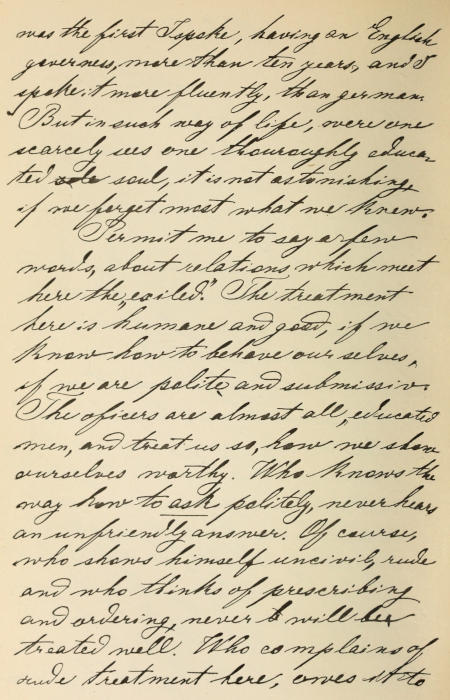 was the first I spoke, having an English
governess, more than ten years, and I
spoke it more fluently, than german.
But in such way of life, were one
scarcely sees one thouroughly educa-
ted soul, it is not astonishing,
if we forget most what we knew.
Permit me to say a few
words, about relations, which meet
here the „exiled." The treatment
here is humane and good, if we
know how to behave our selves,
if we are polite and submissiv.
The oficers are almost all, educated
men, and treat us so, how we show
ourselves worthy. Who knows the
way how to ask politely, never hears
an unfriendly answer. Of course,
who shows himself uncivil, rude
and who thinks of prescribing
and ordering, never will bee
treated well. Who complains of
rude treatment here, owes it to